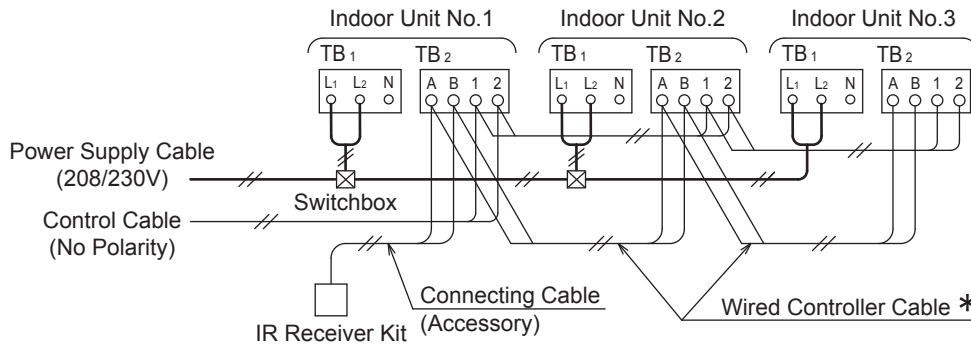 Indoor Unit No.1 Indoor Unit No.2 Indoor Unit No.3
TB1 TB2 TB1 TB2 TB1 TB2
L1 L2 N A B 1 2 L1 L2 N A B 1 2 L1 L2 N A B 1 2
Power Supply Cable
(208/230V)
Switchbox
Control Cable
(No Polarity)
Connecting Cable
(Accessory)
Wired Controller Cable *
IR Receiver Kit